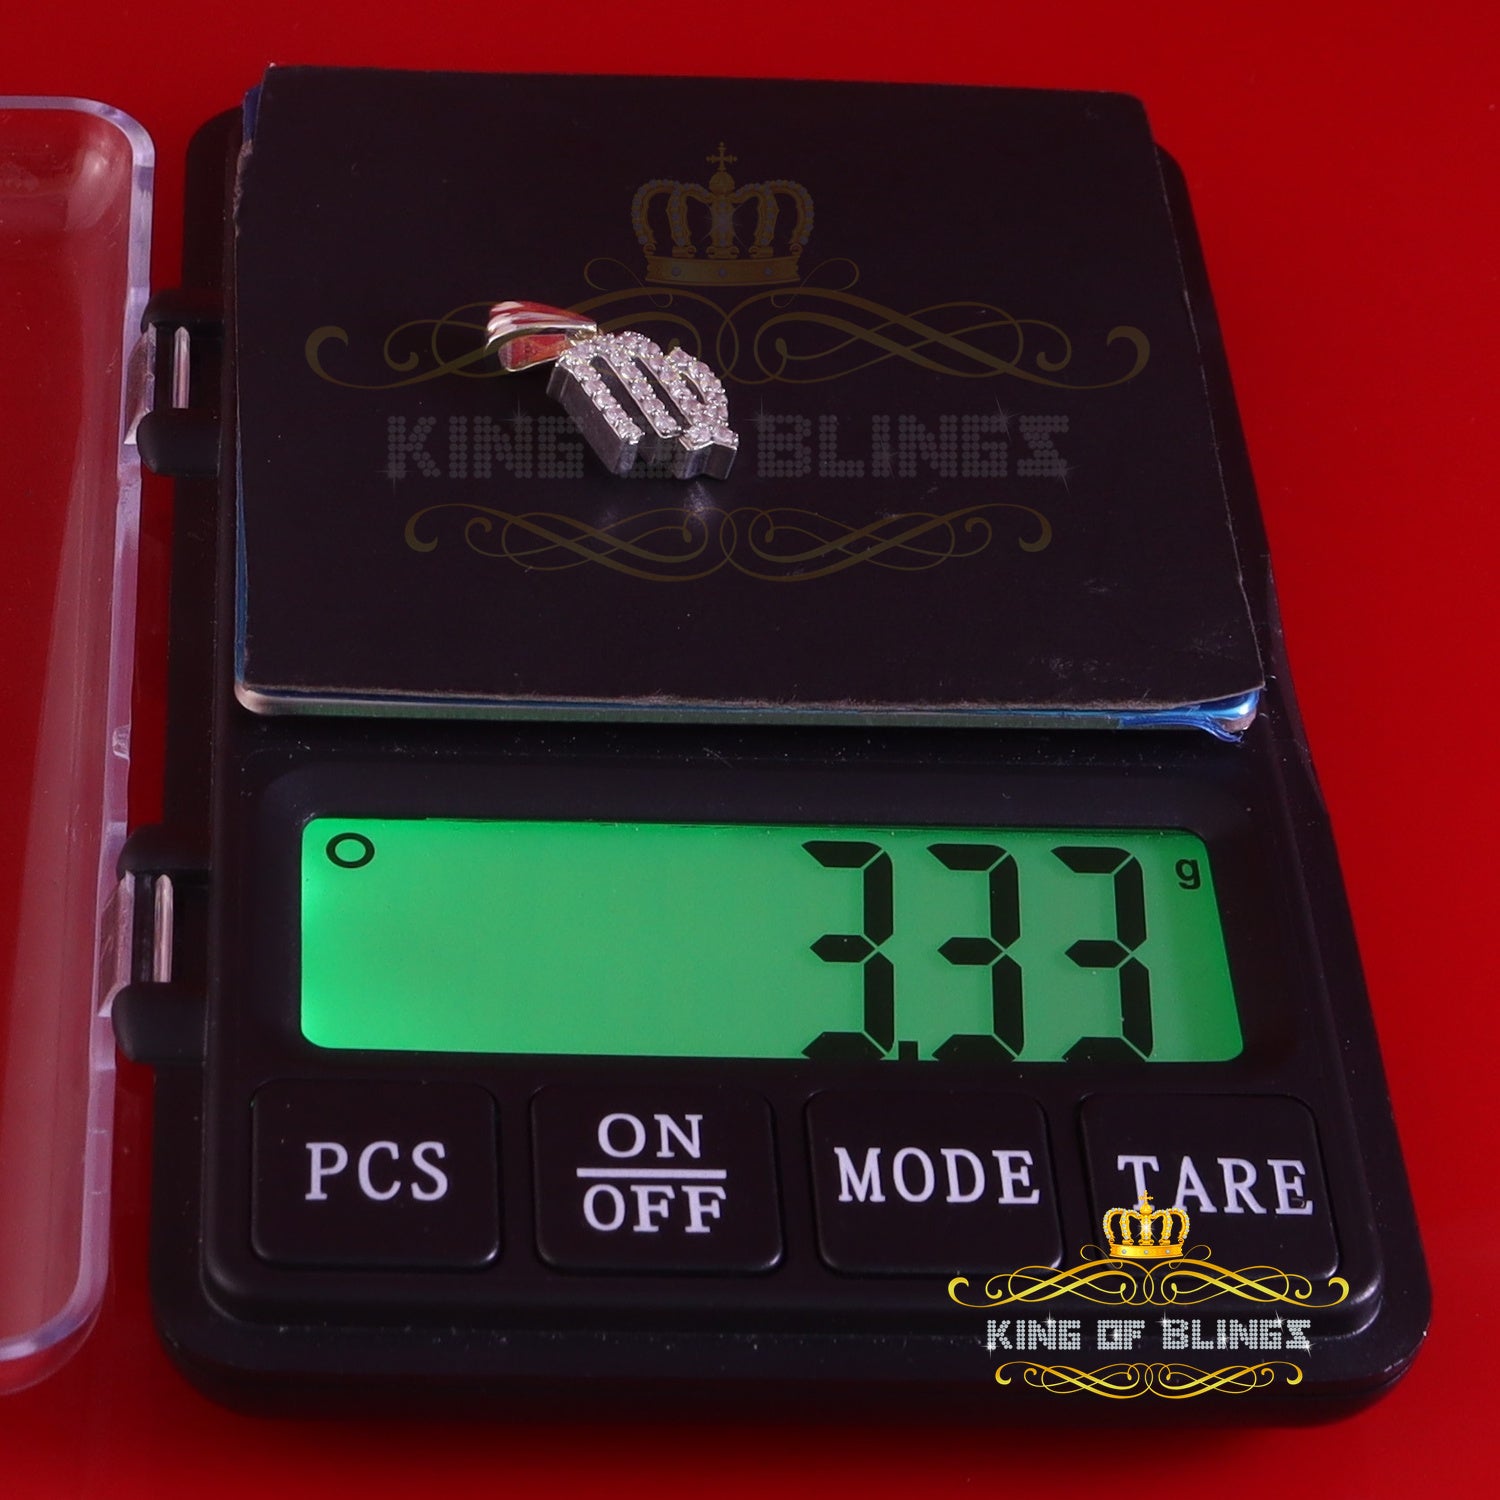 KING OF BLINGS
O
3.33 g
PCS
ON
OFF
MODE
TARE
KING OF BLINGS